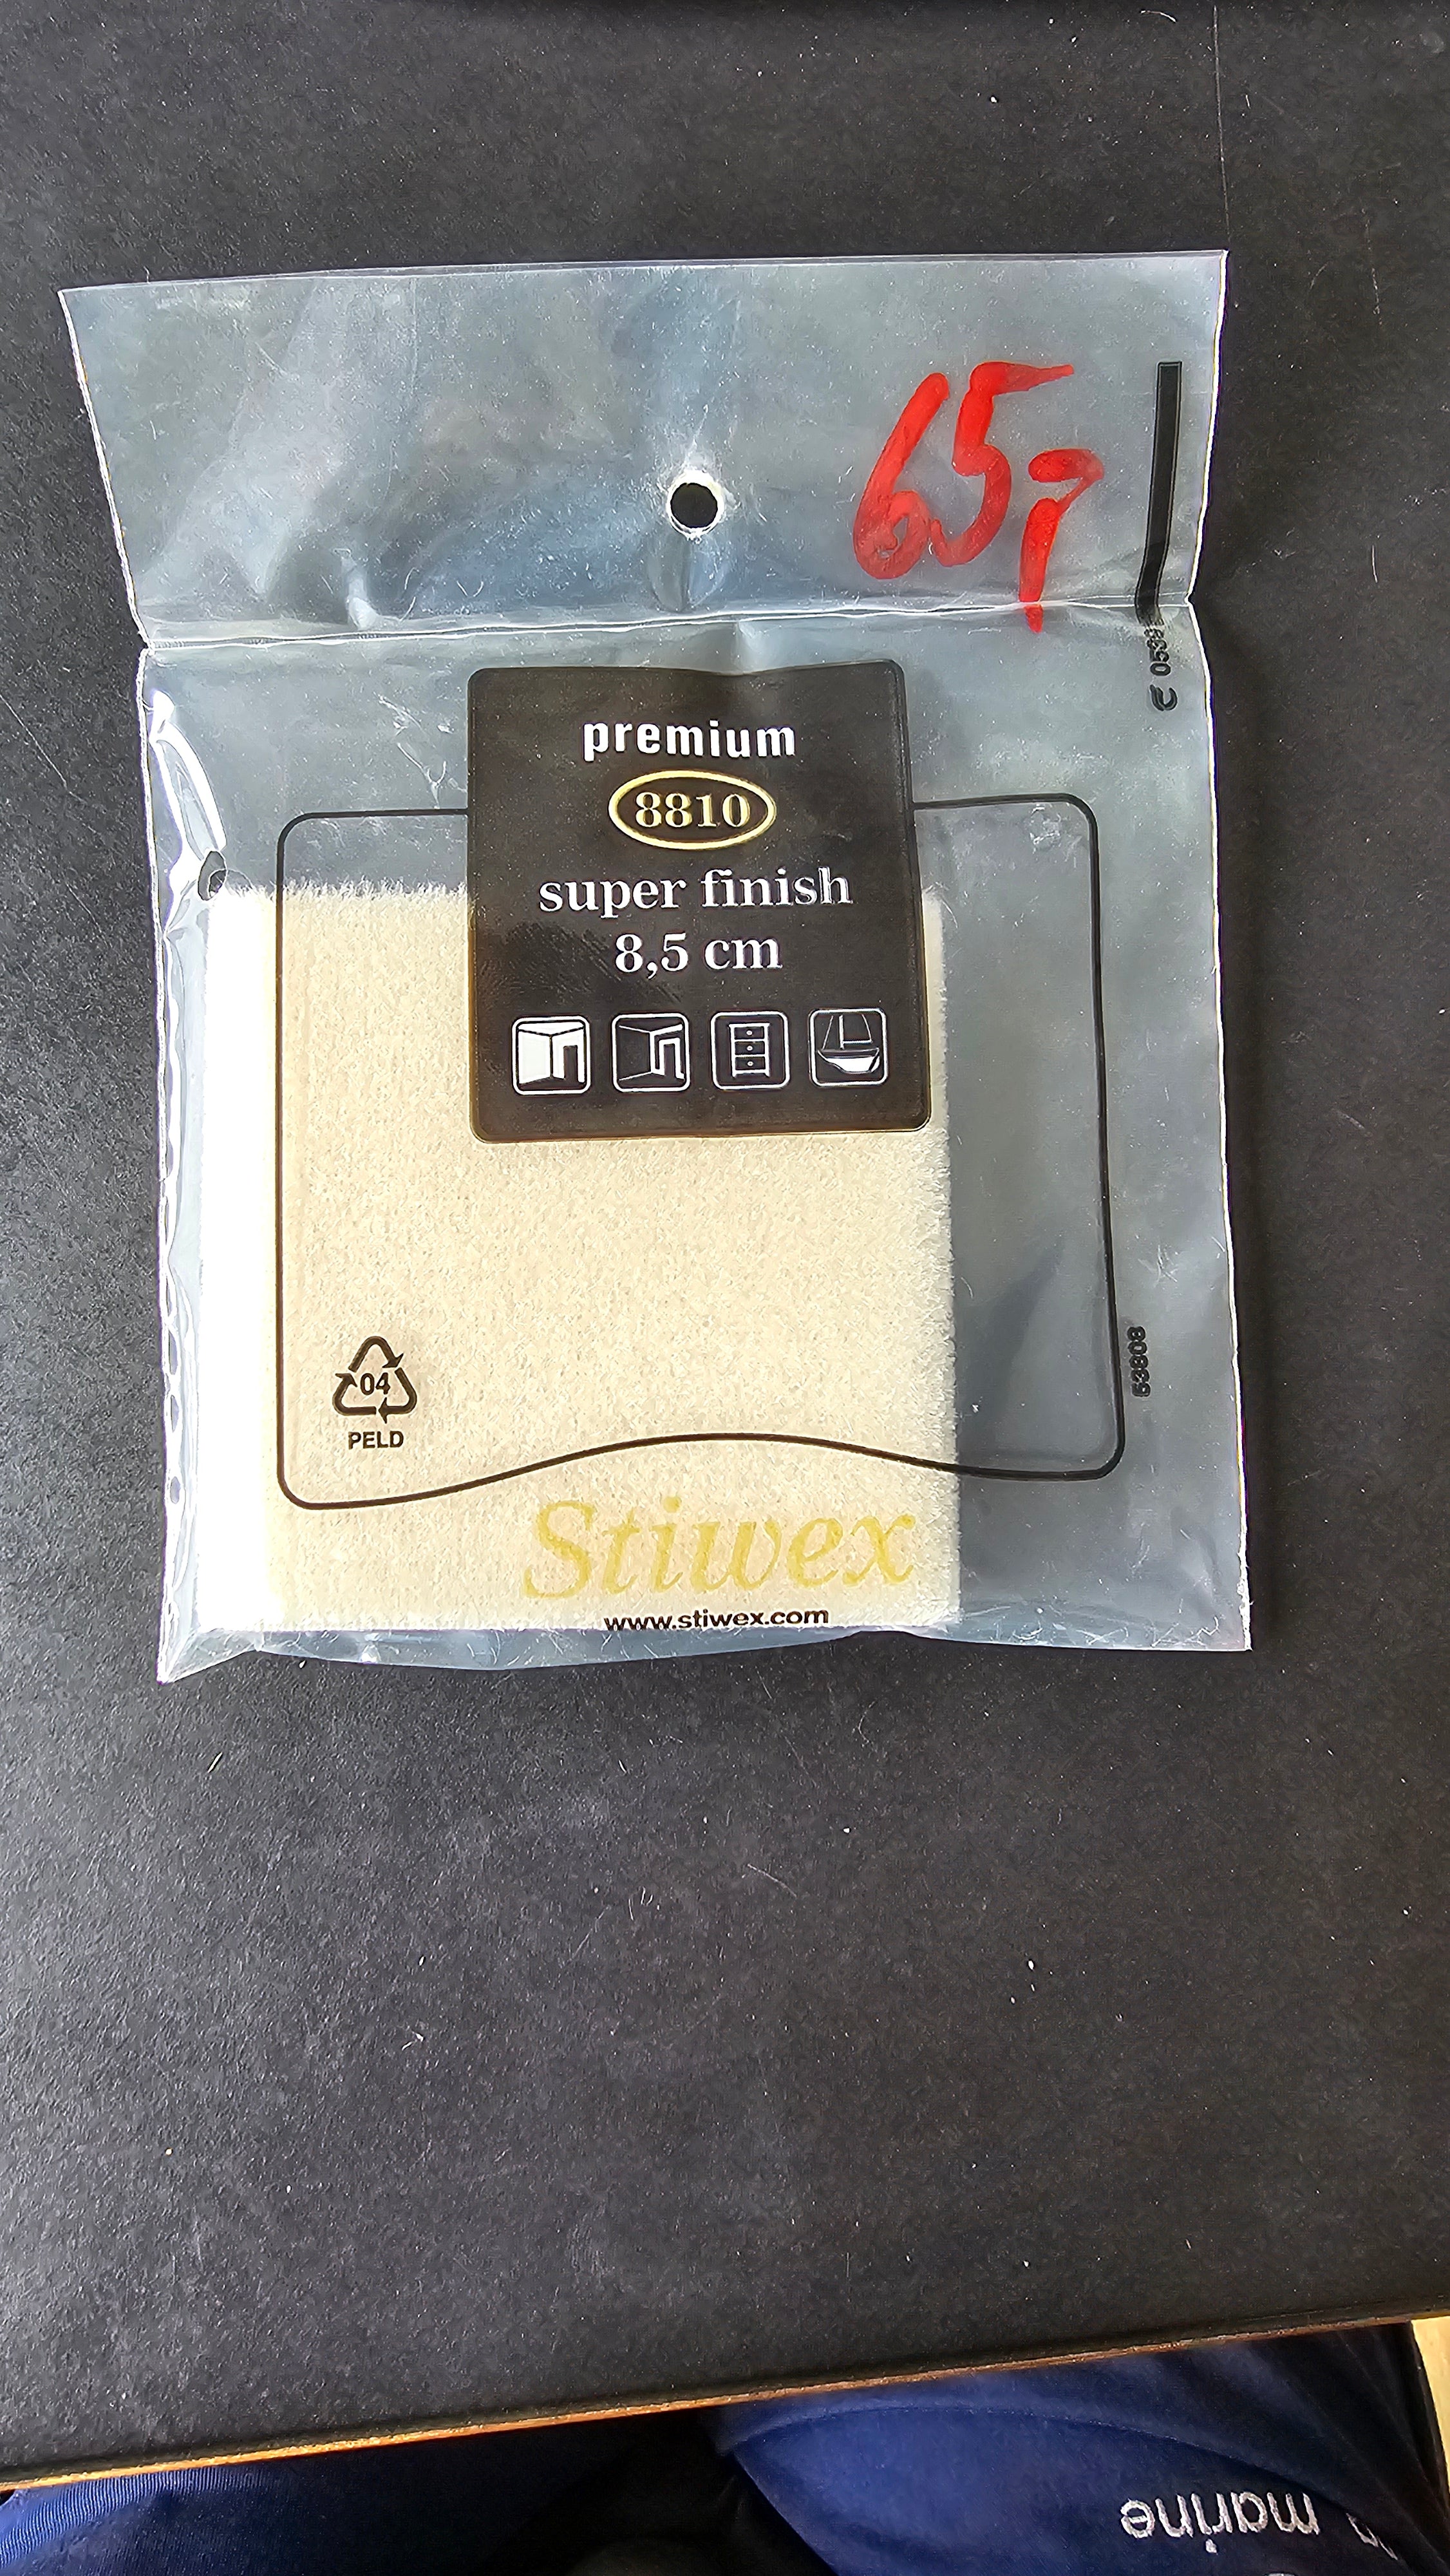 65,-
premium
8810
super finish
8,5 cm
04
PELD
53808
Stiwex
www.stiwex.com
marine